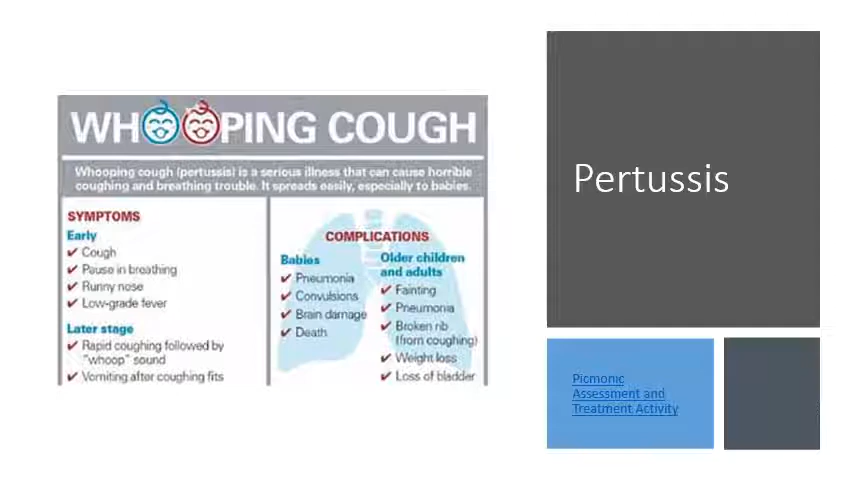 WHOOPING COUGH
Whooping cough (pertussis) is a serious illness that can cause horrible
coughing and breathing trouble. It spreads easily, especially to babies.
SYMPTOMS
Early
✔ Cough
✔ Pause in breathing
✔ Runny nose
✔ Low-grade fever
Later stage
✔ Rapid coughing followed by
"whoop" sound
✔ Vomiting after coughing fits
COMPLICATIONS
Babies
✔ Pneumonia
✔ Convulsions
✔ Brain damage
✔ Death
Older children
and adults
✔ Fainting
✔ Pneumonia
✔ Broken rib
(from coughing)
✔ Weight loss
✔ Loss of bladder
Pertussis
Picmonic
Assessment and
Treatment Activity